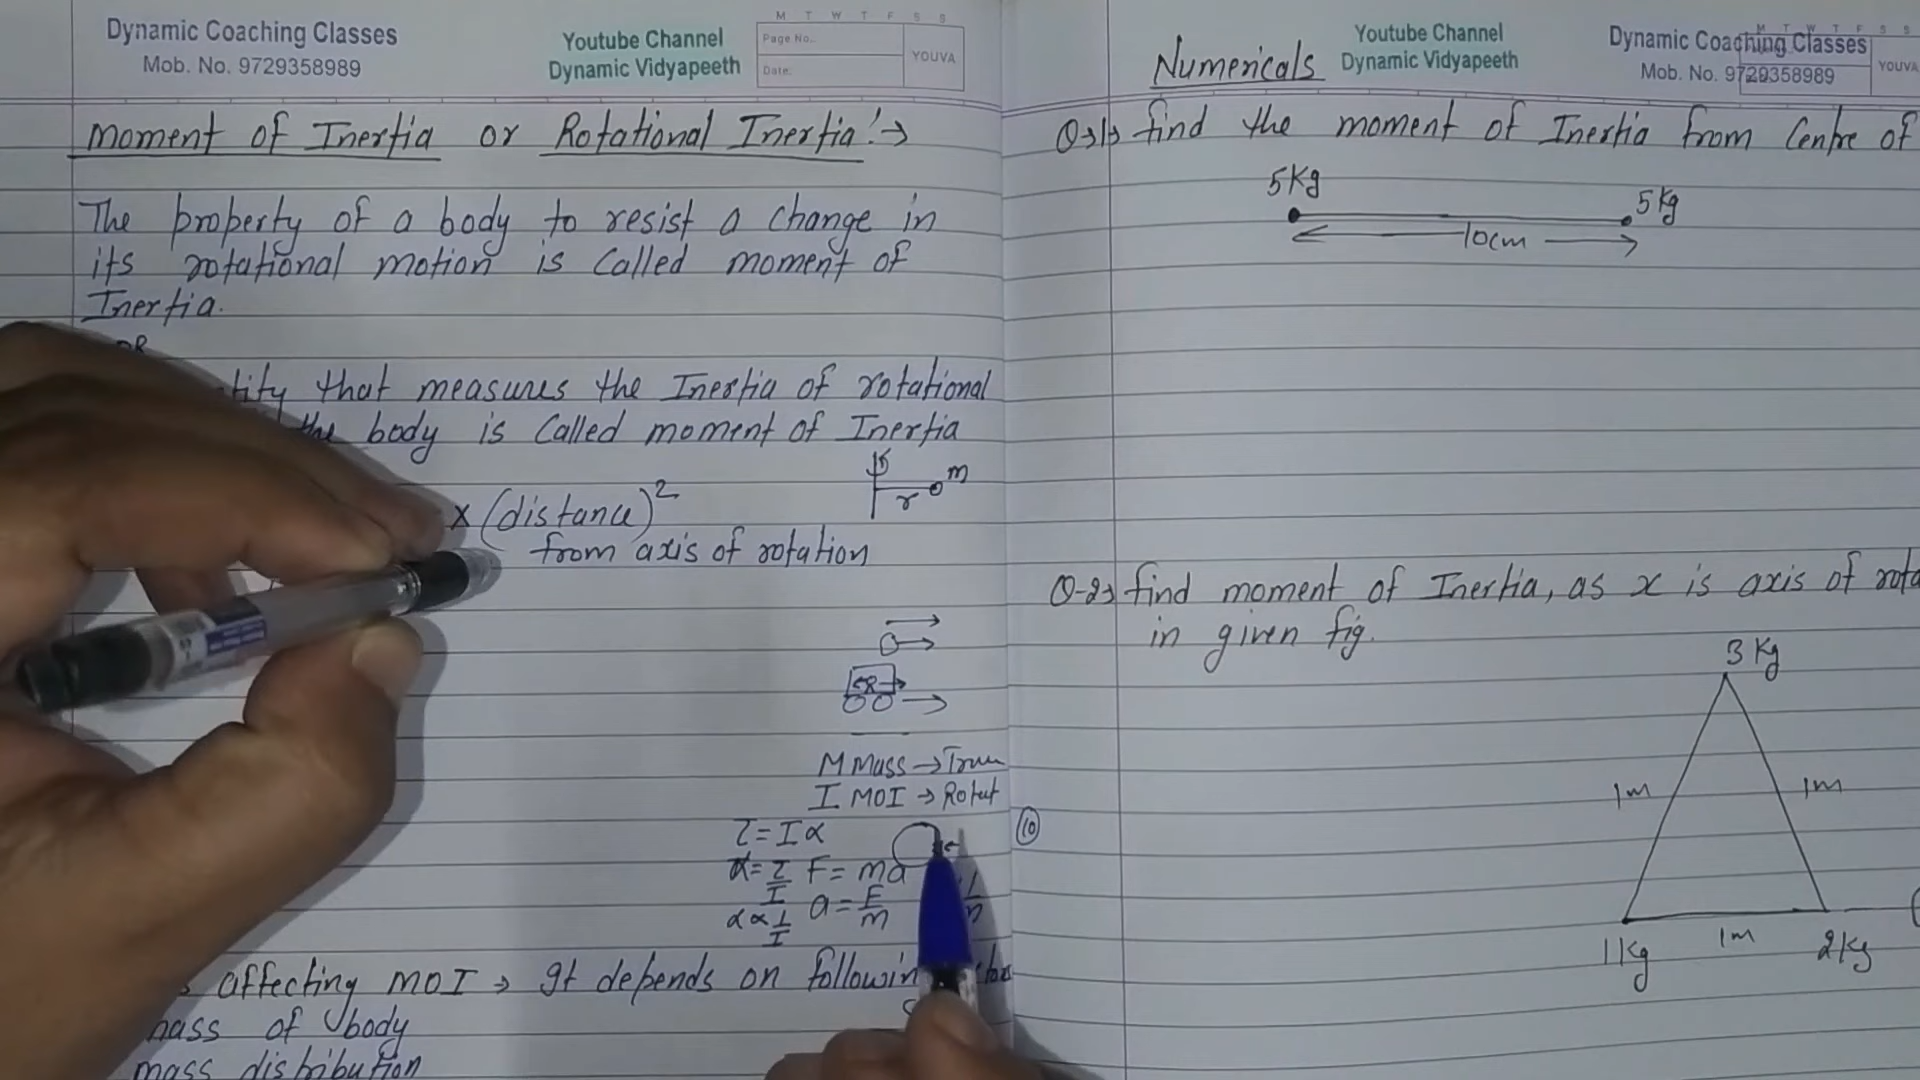 Dynamic Coaching Classes
Mob. No. 9729358989
Youtube Channel
Dynamic Vidyapeeth
M T W T F S S
Page No.:
Date:
YOUVA
Moment of Inertia or Rotational Inertia:→
The property of a body to resist a change in
its rotational motion is Called moment of
Inertia.
OR
that measures the Inertia of rotational
the body is Called moment of Inertia
x (distance)²
from axis of rotation
r m
M Mass →
I MOI →
τ = Iα
α = τ/I F = ma
α ∝ 1/I a = F/m
affecting MOI → It depends on
mass of body
mass distribution
Numericals
Youtube Channel
Dynamic Vidyapeeth
Dynamic Coaching Classes
Mob. No. 9729358989
M T W T F S S
YOUVA
Q→1) find the moment of Inertia from Centre of
5Kg 5Kg
10cm
Q-2) find moment of Inertia, as x is axis of
in given fig.
3 Kg
1m 1m
10
1Kg 1m 2Kg